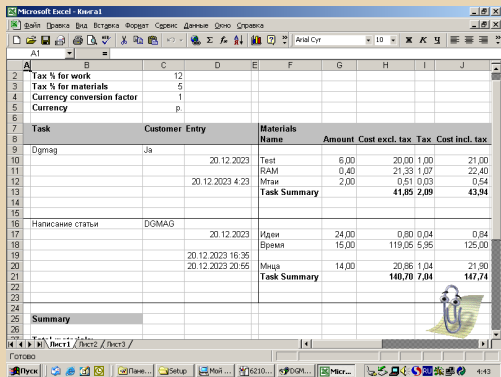 Microsoft Excel - Книга1
Файл Правка Вид Вставка Формат Сервис Данные Окно Справка
Arial Cyr 10 Ж К Ч
A1 =
A B C D E F G H I J
2 Tax % for work 12
3 Tax % for materials 5
4 Currency conversion factor 1
5 Currency р.
7 Task Customer Entry Materials
8 Name Amount Cost excl. tax Tax Cost incl. tax
9 Dgmag Ja
10 20.12.2023 Test 6,00 20,00 1,00 21,00
11 RAM 0,40 21,33 1,07 22,40
12 20.12.2023 4:23 Мтаи 2,00 0,51 0,03 0,54
13 Task Summary 41,85 2,09 43,94
14
15
16 Написание статьи DGMAG
17 20.12.2023 Идеи 24,00 0,80 0,04 0,84
18 Время 15,00 119,05 5,95 125,00
19 20.12.2023 16:35
20 20.12.2023 20:55 Мнца 14,00 20,86 1,04 21,90
21 Task Summary 140,70 7,04 147,74
22
23
24
25 Summary
26
Лист1 Лист2 Лист3
Готово
Пуск Пане... Setup Мой ... 6210... DGM... Micr... RU 4:43